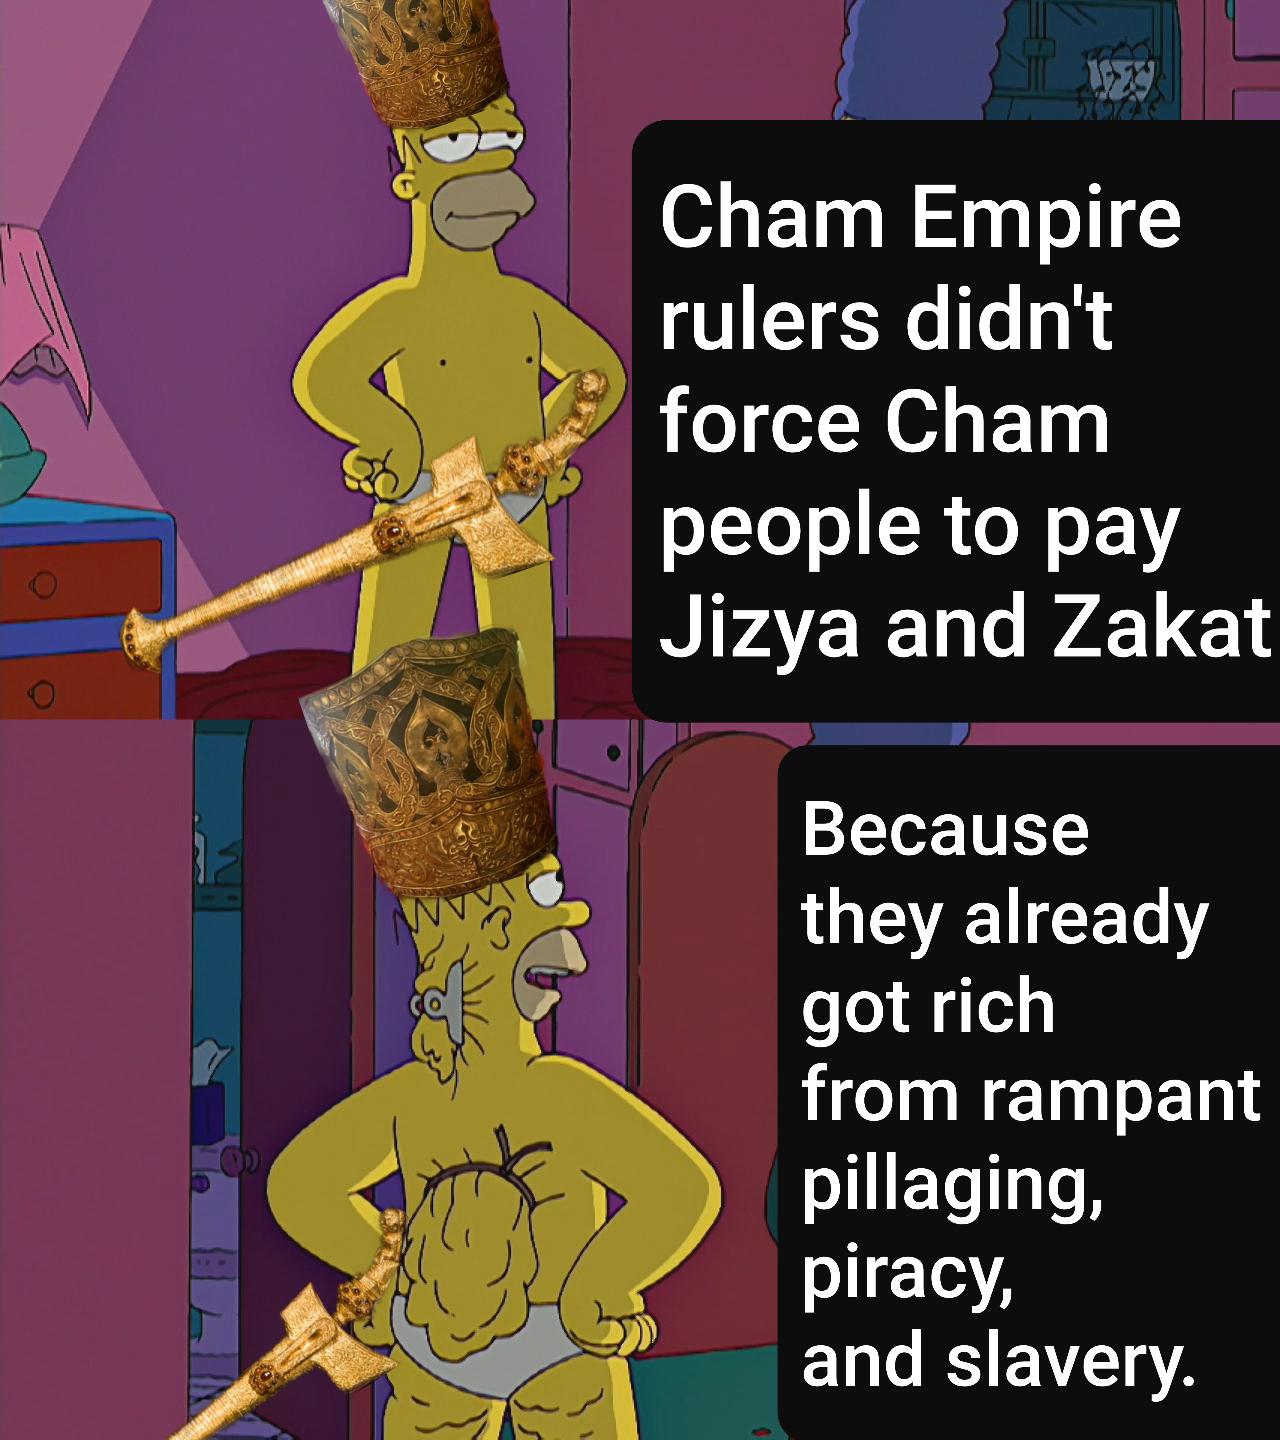 Cham Empire
rulers didn't
force Cham
people to pay
Jizya and Zakat
Because
they already
got rich
from rampant
pillaging,
piracy,
and slavery.